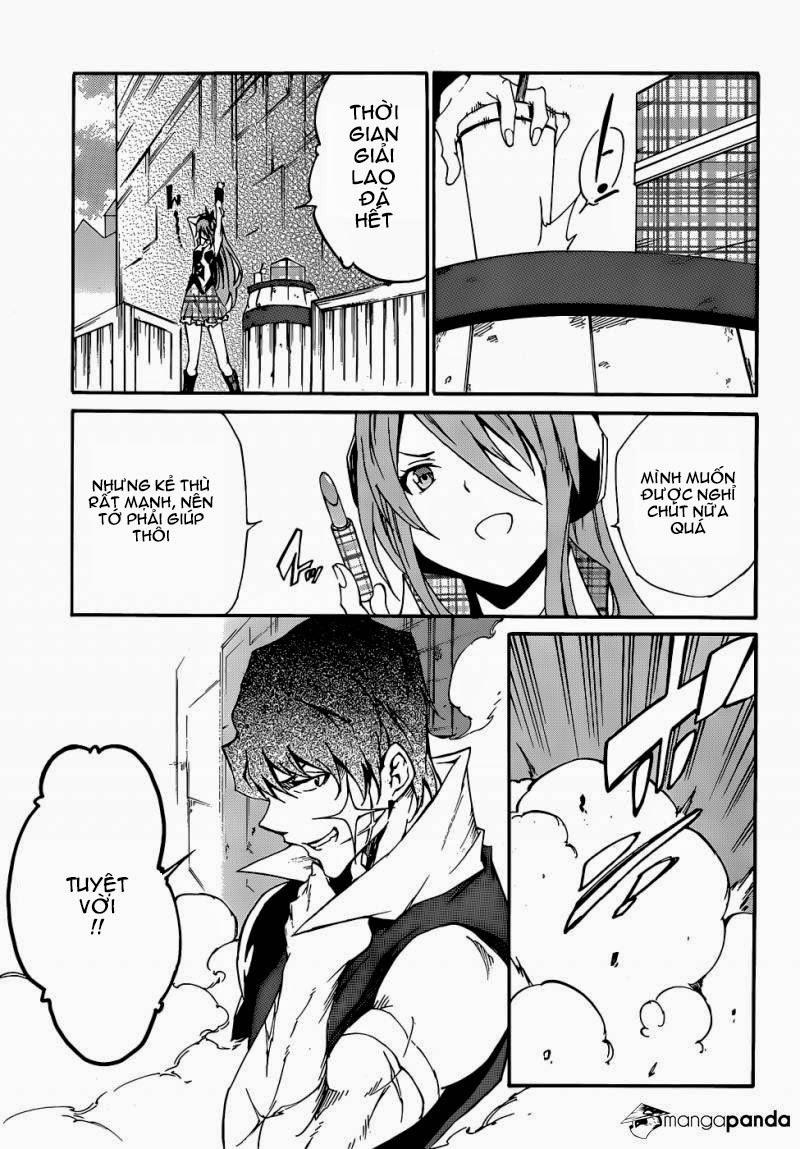 THỜI
GIAN
GIẢI
LAO
ĐÃ
HẾT
MÌNH MUỐN
ĐƯỢC NGHỈ
CHÚT NỮA
QUÁ
NHƯNG KẺ THÙ
RẤT MẠNH, NÊN
TỚ PHẢI GIÚP
THÔI
TUYỆT
VỜI
!!
mangapanda